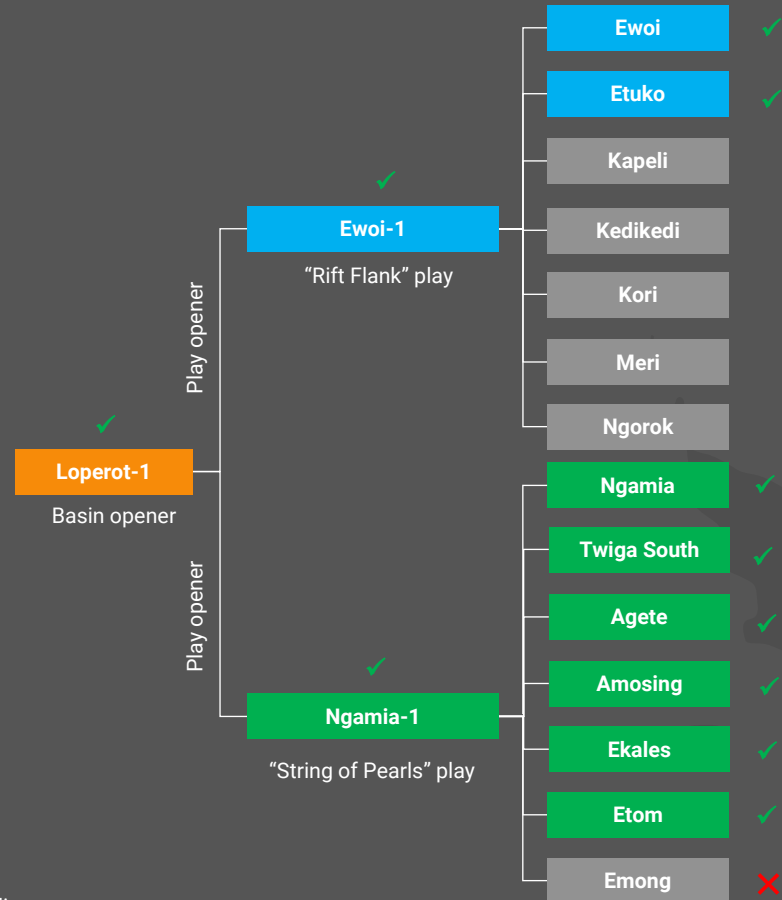 Ewoi
Etuko
Kapeli
Ewoi-1
Kedikedi
“Rift Flank” play
Kori
Play opener
Meri
Ngorok
Loperot-1
Ngamia
Basin opener
Twiga South
Play opener
Agete
Amosing
Ngamia-1
Ekales
“String of Pearls” play
Etom
Emong